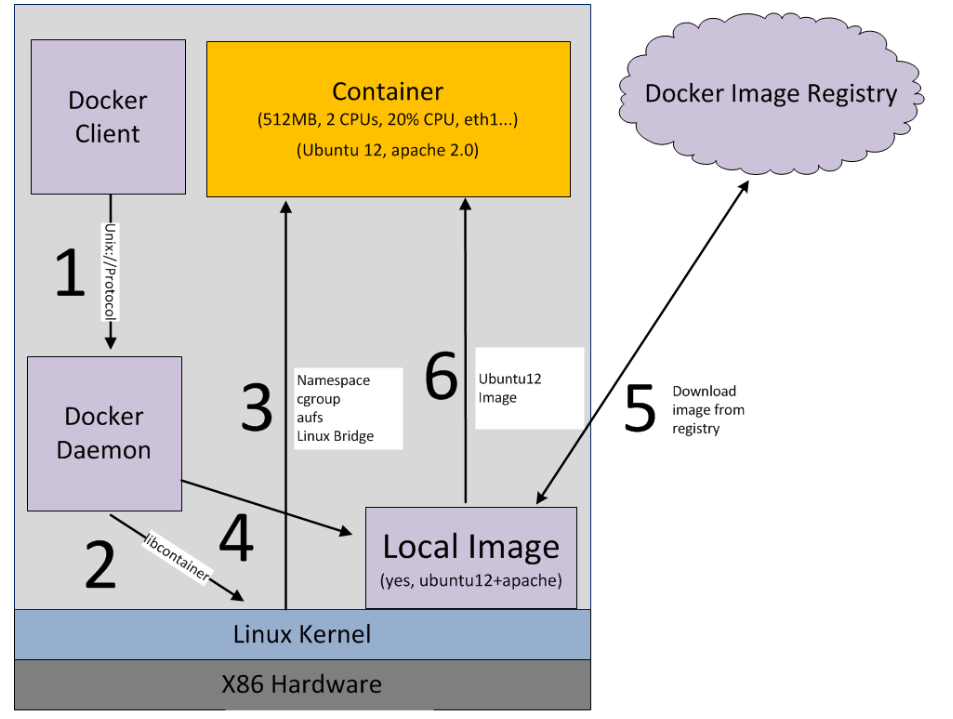 Docker
Client
Container
(512MB, 2 CPUs, 20% CPU, eth1...)
(Ubuntu 12, apache 2.0)
Docker Image Registry
1
Unix://Protocol
Docker
Daemon
3
Namespace
cgroup
aufs
Linux Bridge
6
Ubuntu12
Image
5
Download
image from
registry
2
libcontainer
4
Local Image
(yes, ubuntu12+apache)
Linux Kernel
X86 Hardware